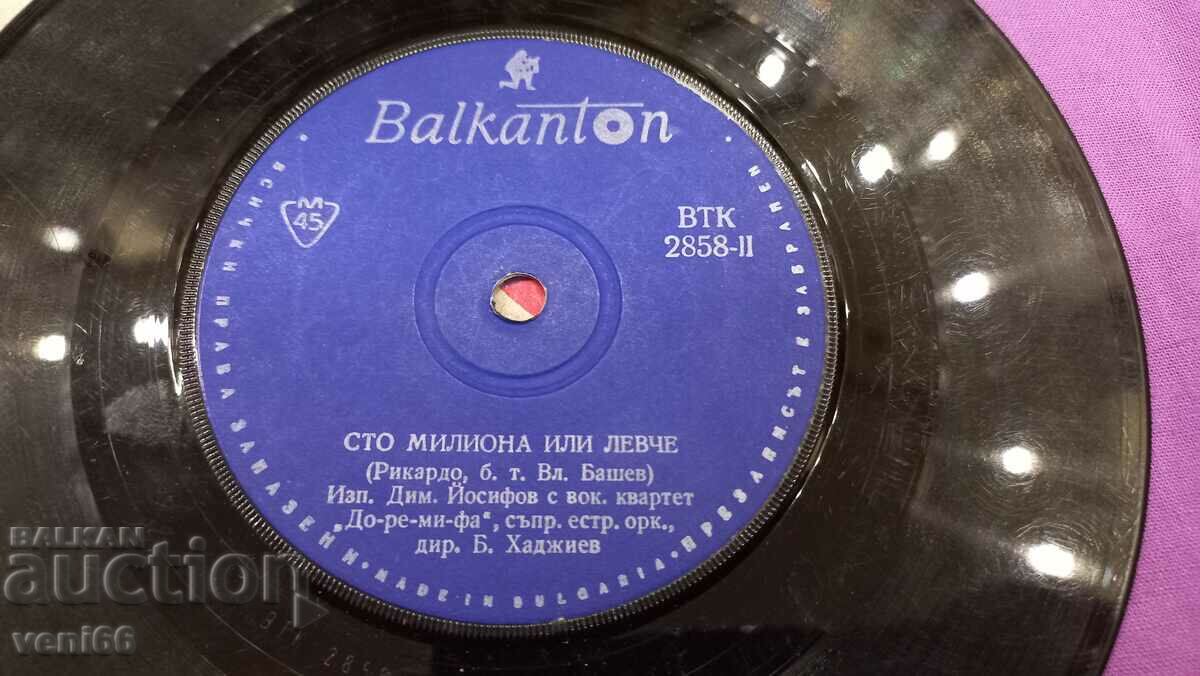 Balkanton
М
45
ВТК
2858-II
СТО МИЛИОНА ИЛИ ЛЕВЧЕ
(Рикардо, б. т. Вл. Башев)
Изп. Дим. Йосифов с вок. квартет
„До-ре-ми-фа“, съпр. естр. орк.,
дир. Б. Хаджиев
ВСИЧКИ ПРАВА ЗАПАЗЕНИ • MADE IN BULGARIA • ПРЕЗАПИСЪТ Е ЗАБРАНЕН
BALKAN
auction
veni66